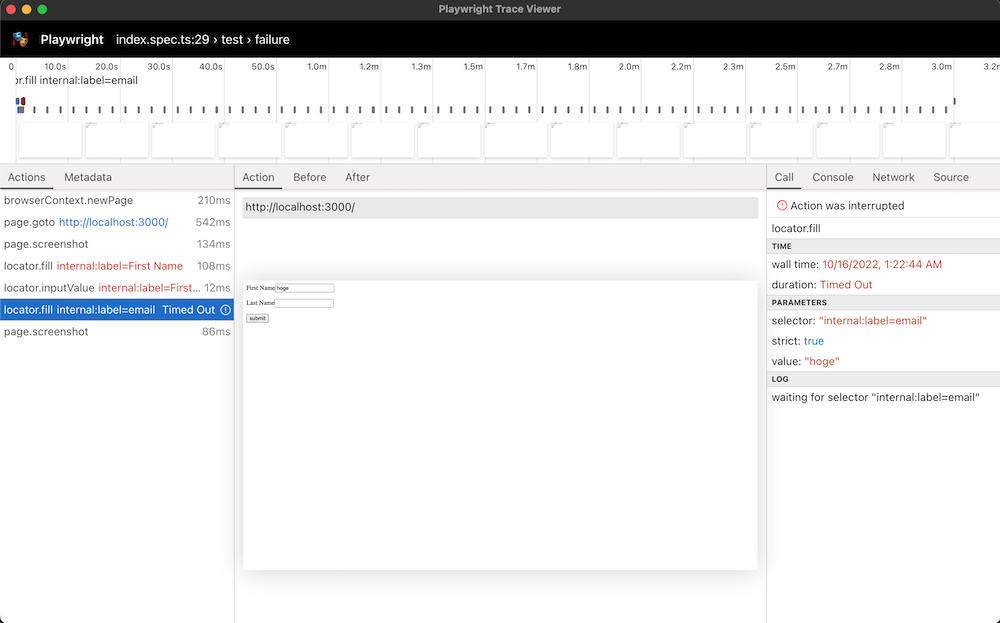 Playwright Trace Viewer
Playwright index.spec.ts:29 › test › failure
0 10.0s 20.0s 30.0s 40.0s 50.0s 1.0m 1.2m 1.3m 1.5m 1.7m 1.8m 2.0m 2.2m 2.3m 2.5m 2.7m 2.8m 3.0m 3.2m
or.fill internal:label=email
Actions Metadata
browserContext.newPage 210ms
page.goto http://localhost:3000/ 542ms
page.screenshot 134ms
locator.fill internal:label=First Name 108ms
locator.inputValue internal:label=First... 12ms
locator.fill internal:label=email Timed Out
page.screenshot 86ms
Action Before After
http://localhost:3000/
First Name hoge
Last Name
submit
Call Console Network Source
Action was interrupted
locator.fill
TIME
wall time: 10/16/2022, 1:22:44 AM
duration: Timed Out
PARAMETERS
selector: "internal:label=email"
strict: true
value: "hoge"
LOG
waiting for selector "internal:label=email"